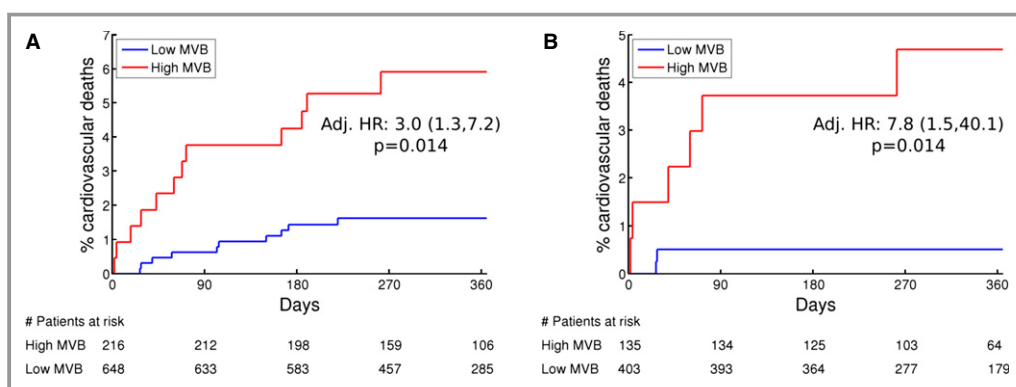 A
Low MVB
High MVB
% cardiovascular deaths
7
6
5
4
3
2
1
0
Adj. HR: 3.0 (1.3,7.2)
p=0.014
0 90 180 270 360
Days
# Patients at risk
High MVB 216 212 198 159 106
Low MVB 648 633 583 457 285
B
Low MVB
High MVB
% cardiovascular deaths
5
4
3
2
1
0
Adj. HR: 7.8 (1.5,40.1)
p=0.014
0 90 180 270 360
Days
# Patients at risk
High MVB 135 134 125 103 64
Low MVB 403 393 364 277 179